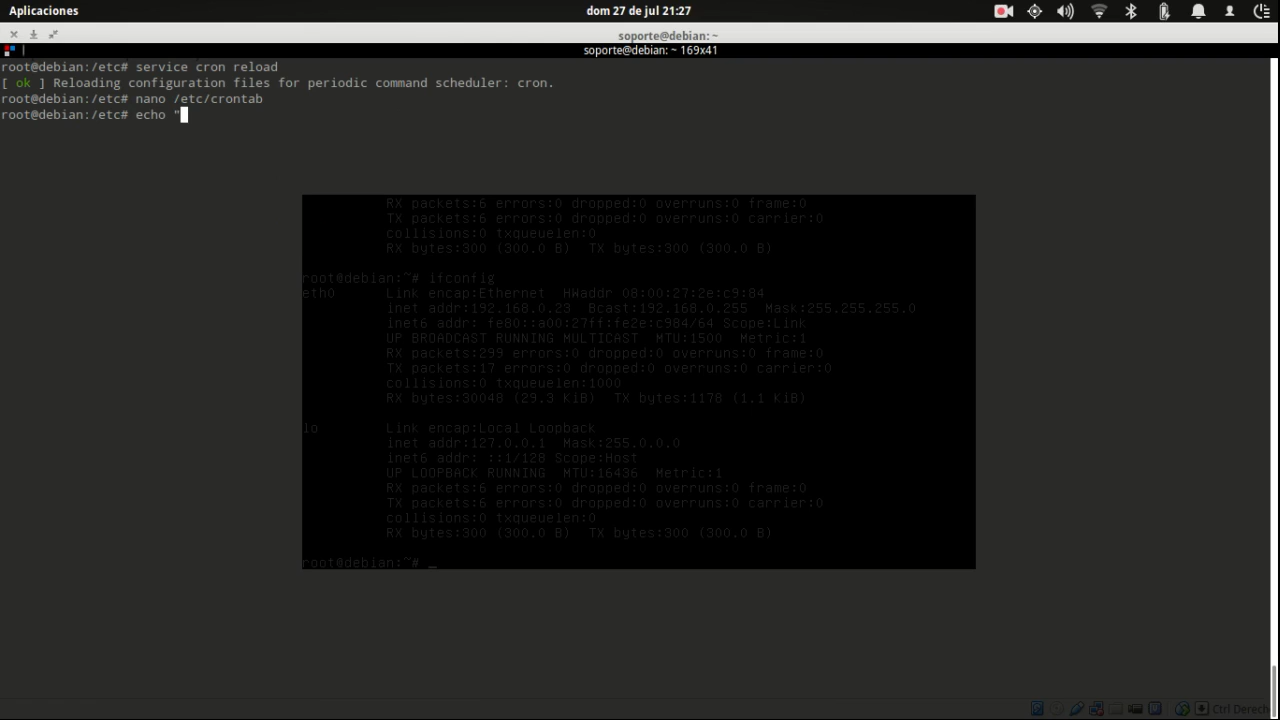 Aplicaciones
dom 27 de jul 21:27
soporte@debian: ~
soporte@debian: ~ 169x41
root@debian:/etc# service cron reload
[ ok ] Reloading configuration files for periodic command scheduler: cron.
root@debian:/etc# nano /etc/crontab
root@debian:/etc# echo "
RX packets:6 errors:0 dropped:0 overruns:0 frame:0
TX packets:6 errors:0 dropped:0 overruns:0 carrier:0
collisions:0 txqueuelen:0
RX bytes:300 (300.0 B)  TX bytes:300 (300.0 B)
root@debian:~# ifconfig
eth0 Link encap:Ethernet  HWaddr 08:00:27:2e:c9:84
inet addr:192.168.0.23  Bcast:192.168.0.255  Mask:255.255.255.0
inet6 addr: fe80::a00:27ff:fe2e:c984/64 Scope:Link
UP BROADCAST RUNNING MULTICAST  MTU:1500  Metric:1
RX packets:299 errors:0 dropped:0 overruns:0 frame:0
TX packets:17 errors:0 dropped:0 overruns:0 carrier:0
collisions:0 txqueuelen:1000
RX bytes:30048 (29.3 KiB)  TX bytes:1178 (1.1 KiB)
lo Link encap:Local Loopback
inet addr:127.0.0.1  Mask:255.0.0.0
inet6 addr: ::1/128 Scope:Host
UP LOOPBACK RUNNING  MTU:16436  Metric:1
RX packets:6 errors:0 dropped:0 overruns:0 frame:0
TX packets:6 errors:0 dropped:0 overruns:0 carrier:0
collisions:0 txqueuelen:0
RX bytes:300 (300.0 B)  TX bytes:300 (300.0 B)
root@debian:~# _
Ctrl Derech